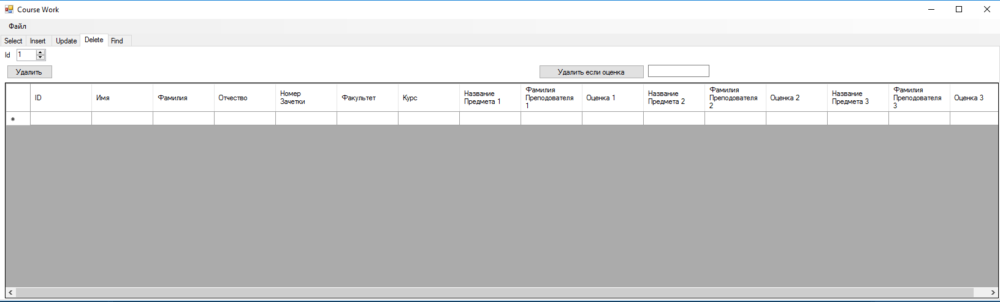 Course Work
Файл
Select Insert Update Delete Find
Id 1
Удалить Удалить если оценка
ID
Имя
Фамилия
Отчество
Номер
Зачетки
Факультет
Курс
Название
Предмета 1
Фамилия
Преподователя
1
Оценка 1
Название
Предмета 2
Фамилия
Преподователя
2
Оценка 2
Название
Предмета 3
Фамилия
Преподователя
3
Оценка 3